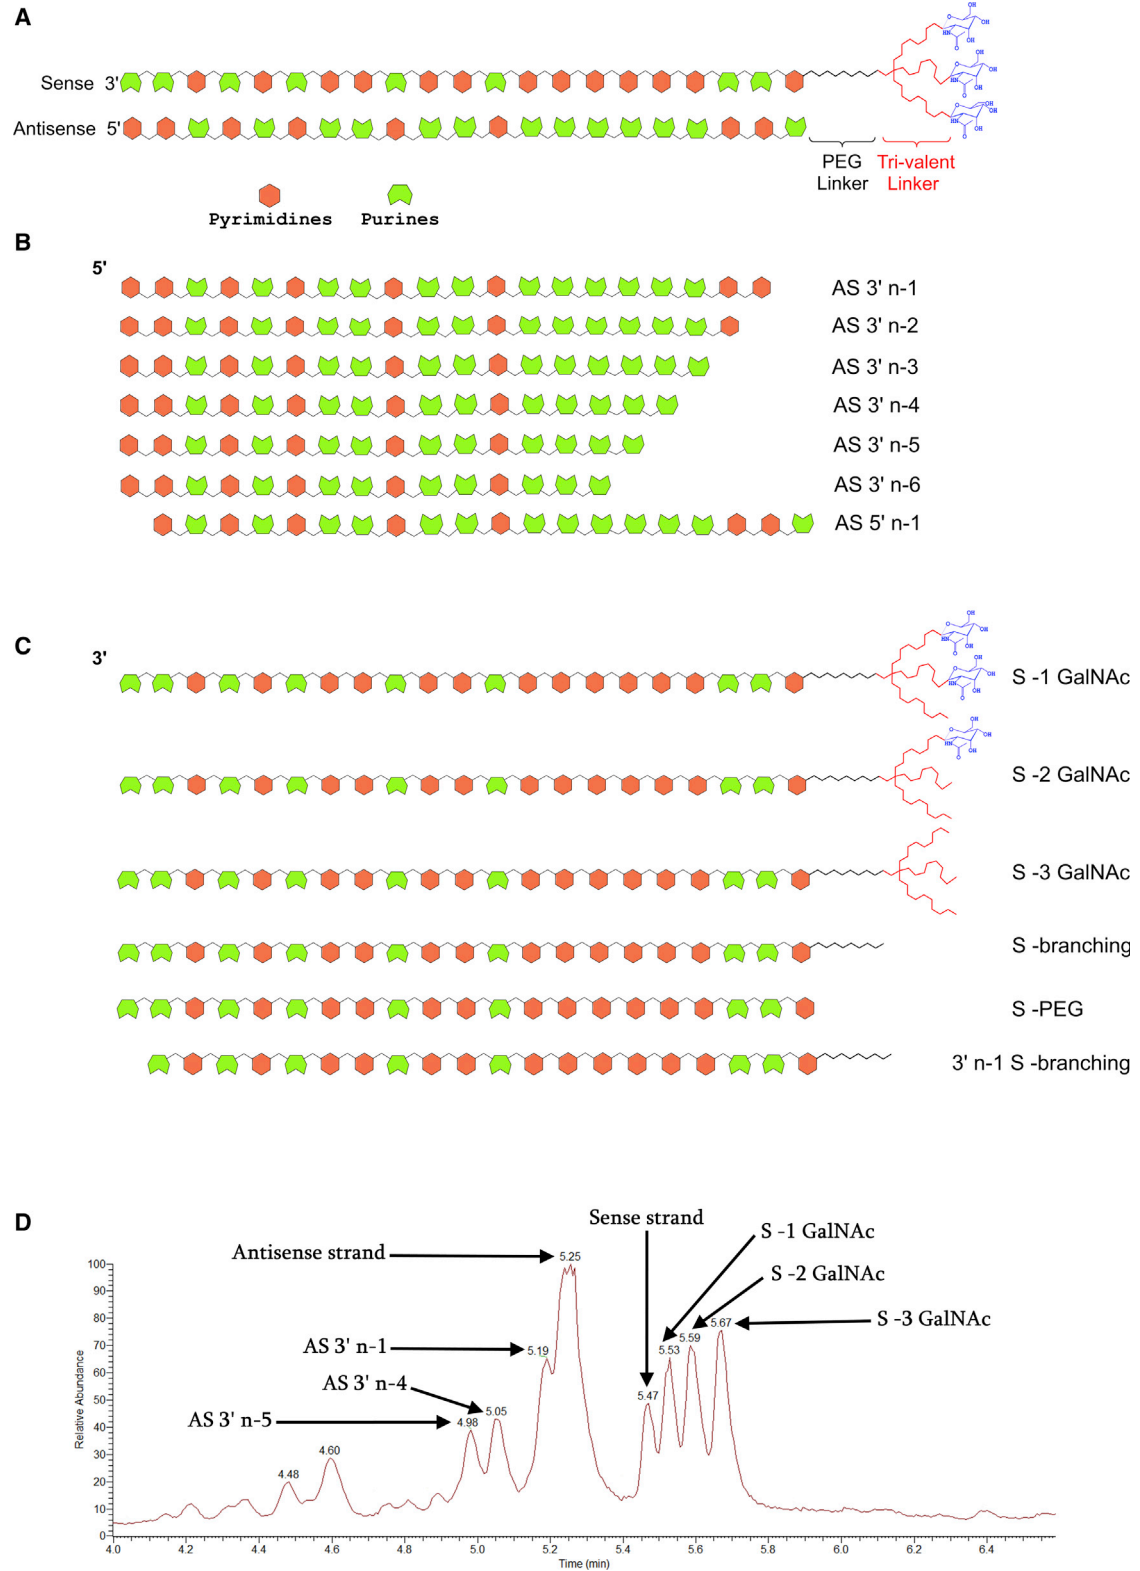 A
Sense 3'
Antisense 5'
PEG
Linker
Tri-valent
Linker
Pyrimidines
Purines
B
5'
AS 3' n-1
AS 3' n-2
AS 3' n-3
AS 3' n-4
AS 3' n-5
AS 3' n-6
AS 5' n-1
C
3'
S -1 GalNAc
S -2 GalNAc
S -3 GalNAc
S -branching
S -PEG
3' n-1 S -branching
D
Sense strand
S -1 GalNAc
Antisense strand
5.25
S -2 GalNAc
S -3 GalNAc
AS 3' n-1
5.19
5.67
5.59
5.53
AS 3' n-4
5.47
AS 3' n-5
4.98
5.05
4.60
4.48
Relative Abundance
100
90
80
70
60
50
40
30
20
10
0
4.0 4.2 4.4 4.6 4.8 5.0 5.2 5.4 5.6 5.8 6.0 6.2 6.4
Time (min)